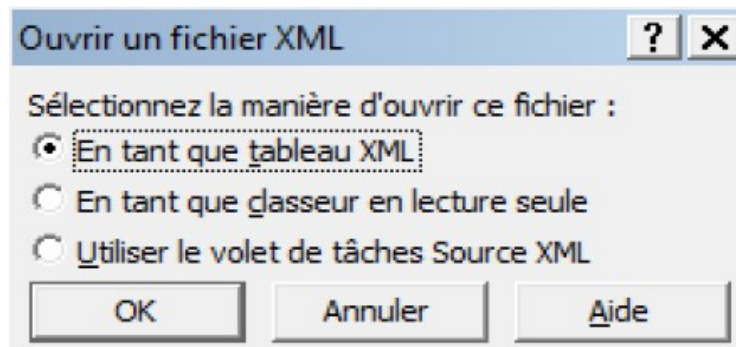 Ouvrir un fichier XML
Sélectionnez la manière d'ouvrir ce fichier :
En tant que tableau XML
En tant que classeur en lecture seule
Utiliser le volet de tâches Source XML
OK Annuler Aide